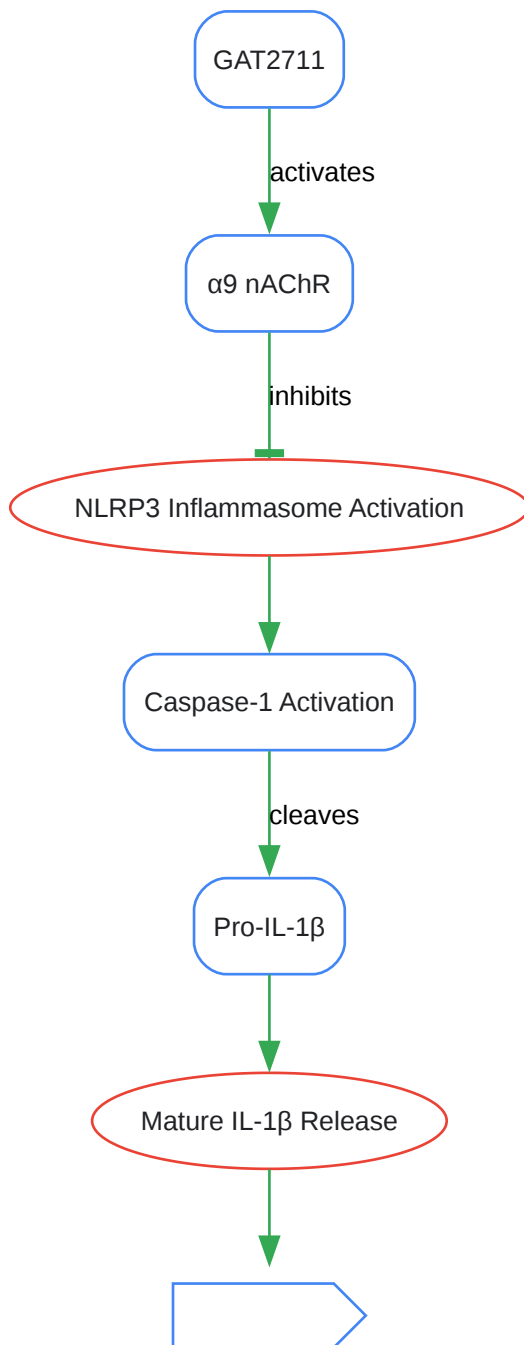 GAT2711
activates
α9 nAChR
inhibits
NLRP3 Inflammasome Activation
Caspase-1 Activation
cleaves
Pro-IL-1β
Mature IL-1β Release